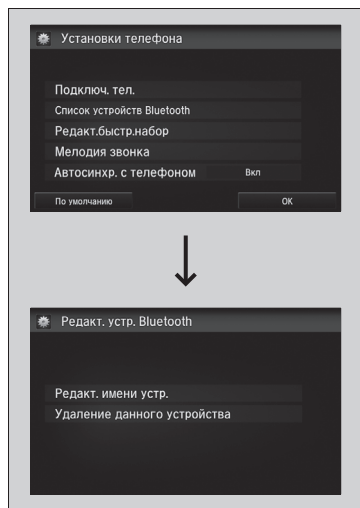 Установки телефона
Подключ. тел.
Список устройств Bluetooth
Редакт.быстр.набор
Мелодия звонка
Автосинхр. с телефоном Вкл
По умолчанию OK
Редакт. устр. Bluetooth
Редакт. имени устр.
Удаление данного устройства